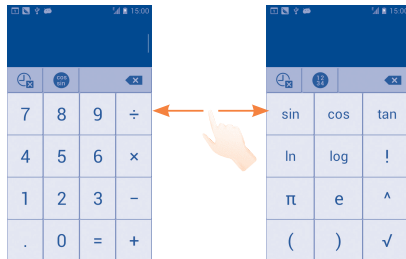 15:00
15:00
cos
sin
12
34
7 8 9 ÷
sin cos tan
4 5 6 ×
ln log !
1 2 3 −
π e ^
. 0 = +
( ) √